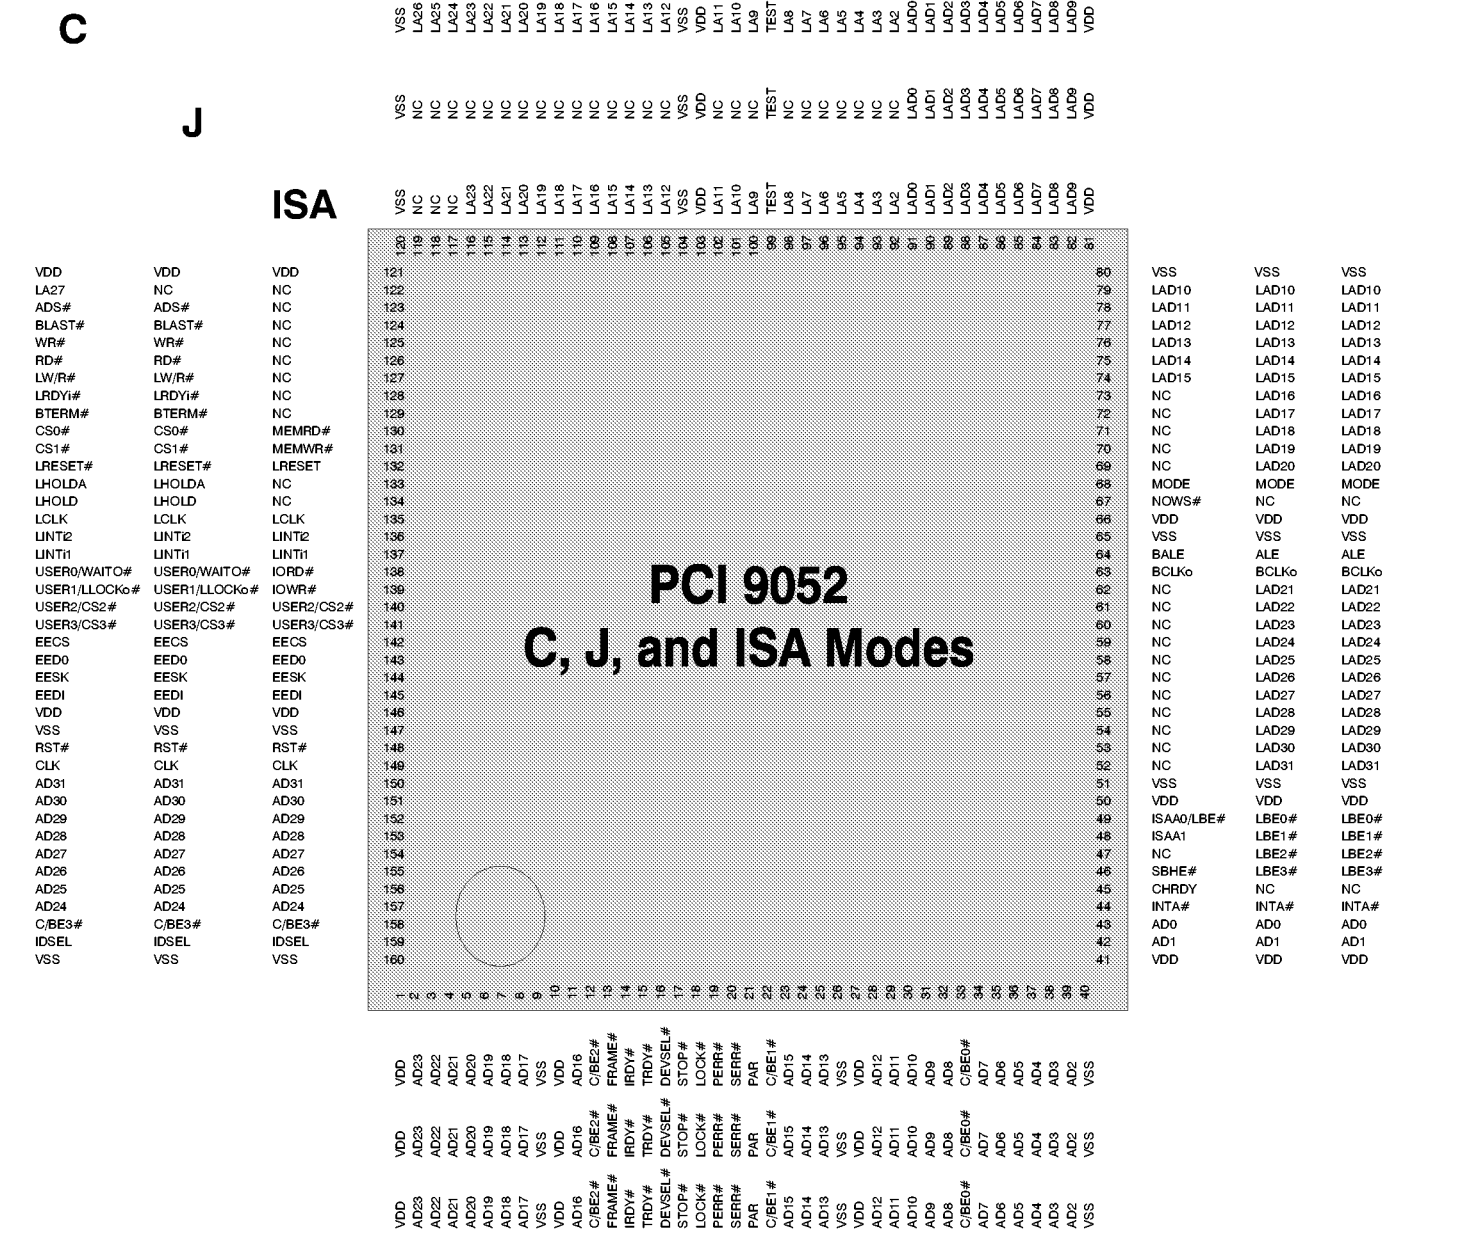 C
VSS LA26 LA25 LA24 LA23 LA22 LA21 LA20 LA19 LA18 LA17 LA16 LA15 LA14 LA13 LA12 VSS VDD LA11 LA10 LA9 TEST LA8 LA7 LA6 LA5 LA4 LA3 LA2 LAD0 LAD1 LAD2 LAD3 LAD4 LAD5 LAD6 LAD7 LAD8 LAD9 VDD
J
VSS NC NC NC NC NC NC NC NC NC NC NC NC NC NC NC VSS VDD NC NC NC TEST NC NC NC NC NC NC NC LAD0 LAD1 LAD2 LAD3 LAD4 LAD5 LAD6 LAD7 LAD8 LAD9 VDD
ISA
VSS NC NC NC LA23 LA22 LA21 LA20 LA19 LA18 LA17 LA16 LA15 LA14 LA13 LA12 VSS VDD LA11 LA10 LA9 TEST LA8 LA7 LA6 LA5 LA4 LA3 LA2 LAD0 LAD1 LAD2 LAD3 LAD4 LAD5 LAD6 LAD7 LAD8 LAD9 VDD
120 119 118 117 116 115 114 113 112 111 110 109 108 107 106 105 104 103 102 101 100 99 98 97 96 95 94 93 92 91 90 89 88 87 86 85 84 83 82 81
VDD VDD VDD 121 80 VSS VSS VSS
LA27 NC NC 122 79 LAD10 LAD10 LAD10
ADS# ADS# NC 123 78 LAD11 LAD11 LAD11
BLAST# BLAST# NC 124 77 LAD12 LAD12 LAD12
WR# WR# NC 125 76 LAD13 LAD13 LAD13
RD# RD# NC 126 75 LAD14 LAD14 LAD14
LW/R# LW/R# NC 127 74 LAD15 LAD15 LAD15
LRDYi# LRDYi# NC 128 73 NC LAD16 LAD16
BTERM# BTERM# NC 129 72 NC LAD17 LAD17
CS0# CS0# MEMRD# 130 71 NC LAD18 LAD18
CS1# CS1# MEMWR# 131 70 NC LAD19 LAD19
LRESET# LRESET# LRESET 132 69 NC LAD20 LAD20
LHOLDA LHOLDA NC 133 68 MODE MODE MODE
LHOLD LHOLD NC 134 67 NOWS# NC NC
LCLK LCLK LCLK 135 66 VDD VDD VDD
LINTi2 LINTi2 LINTi2 136 65 VSS VSS VSS
LINTi1 LINTi1 LINTi1 137 64 BALE ALE ALE
USER0/WAITO# USER0/WAITO# IORD# 138 63 BCLKo BCLKo BCLKo
USER1/LLOCKo# USER1/LLOCKo# IOWR# 139 62 NC LAD21 LAD21
USER2/CS2# USER2/CS2# USER2/CS2# 140 61 NC LAD22 LAD22
USER3/CS3# USER3/CS3# USER3/CS3# 141 60 NC LAD23 LAD23
PCI 9052
C, J, and ISA Modes
EECS EECS EECS 142 59 NC LAD24 LAD24
EED0 EED0 EED0 143 58 NC LAD25 LAD25
EESK EESK EESK 144 57 NC LAD26 LAD26
EEDI EEDI EEDI 145 56 NC LAD27 LAD27
VDD VDD VDD 146 55 NC LAD28 LAD28
VSS VSS VSS 147 54 NC LAD29 LAD29
RST# RST# RST# 148 53 NC LAD30 LAD30
CLK CLK CLK 149 52 NC LAD31 LAD31
AD31 AD31 AD31 150 51 VSS VSS VSS
AD30 AD30 AD30 151 50 VDD VDD VDD
AD29 AD29 AD29 152 49 ISAA0/LBE# LBE0# LBE0#
AD28 AD28 AD28 153 48 ISAA1 LBE1# LBE1#
AD27 AD27 AD27 154 47 NC LBE2# LBE2#
AD26 AD26 AD26 155 46 SBHE# LBE3# LBE3#
AD25 AD25 AD25 156 45 CHRDY NC NC
AD24 AD24 AD24 157 44 INTA# INTA# INTA#
C/BE3# C/BE3# C/BE3# 158 43 AD0 AD0 AD0
IDSEL IDSEL IDSEL 159 42 AD1 AD1 AD1
VSS VSS VSS 160 41 VDD VDD VDD
1 2 3 4 5 6 7 8 9 10 11 12 13 14 15 16 17 18 19 20 21 22 23 24 25 26 27 28 29 30 31 32 33 34 35 36 37 38 39 40
VDD AD23 AD22 AD21 AD20 AD19 AD18 AD17 VSS VDD AD16 C/BE2# FRAME# IRDY# TRDY# DEVSEL# STOP# LOCK# PERR# SERR# PAR C/BE1# AD15 AD14 AD13 VSS VDD AD12 AD11 AD10 AD9 AD8 C/BE0# AD7 AD6 AD5 AD4 AD3 AD2 VSS
VDD AD23 AD22 AD21 AD20 AD19 AD18 AD17 VSS VDD AD16 C/BE2# FRAME# IRDY# TRDY# DEVSEL# STOP# LOCK# PERR# SERR# PAR C/BE1# AD15 AD14 AD13 VSS VDD AD12 AD11 AD10 AD9 AD8 C/BE0# AD7 AD6 AD5 AD4 AD3 AD2 VSS
VDD AD23 AD22 AD21 AD20 AD19 AD18 AD17 VSS VDD AD16 C/BE2# FRAME# IRDY# TRDY# DEVSEL# STOP# LOCK# PERR# SERR# PAR C/BE1# AD15 AD14 AD13 VSS VDD AD12 AD11 AD10 AD9 AD8 C/BE0# AD7 AD6 AD5 AD4 AD3 AD2 VSS